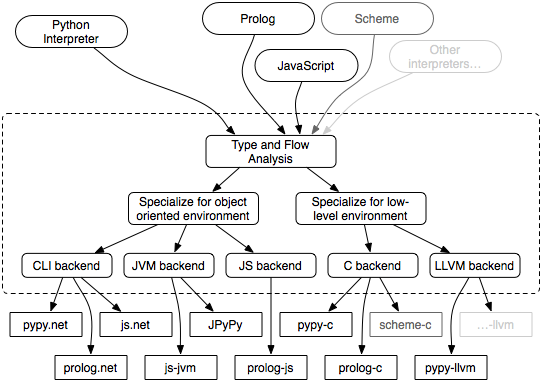 Python
Interpreter
Prolog
Scheme
JavaScript
Other
interpreters...
Type and Flow
Analysis
Specialize for object
oriented environment
Specialize for low-
level environment
CLI backend
JVM backend
JS backend
C backend
LLVM backend
pypy.net
js.net
JPyPy
pypy-c
scheme-c
...-llvm
prolog.net
js-jvm
prolog-js
prolog-c
pypy-llvm